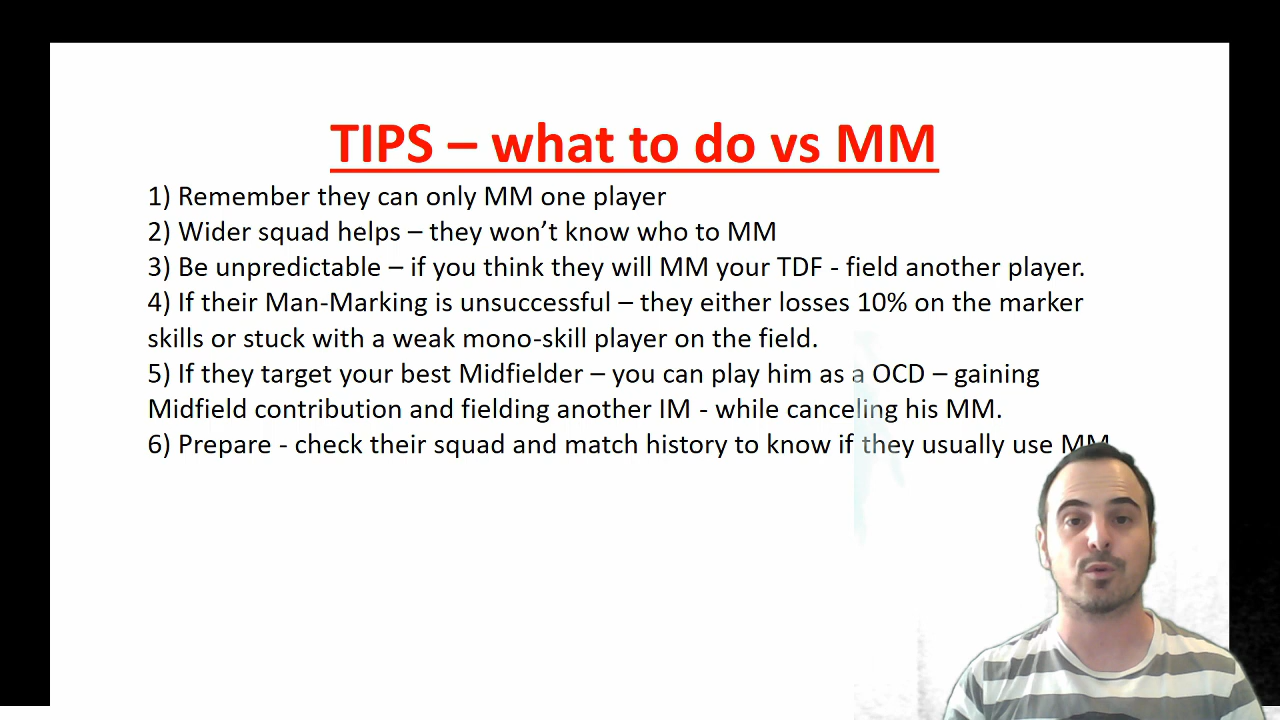 TIPS – what to do vs MM
1) Remember they can only MM one player
2) Wider squad helps – they won’t know who to MM
3) Be unpredictable – if you think they will MM your TDF - field another player.
4) If their Man-Marking is unsuccessful – they either losses 10% on the marker
skills or stuck with a weak mono-skill player on the field.
5) If they target your best Midfielder – you can play him as a OCD – gaining
Midfield contribution and fielding another IM - while canceling his MM.
6) Prepare - check their squad and match history to know if they usually use MM